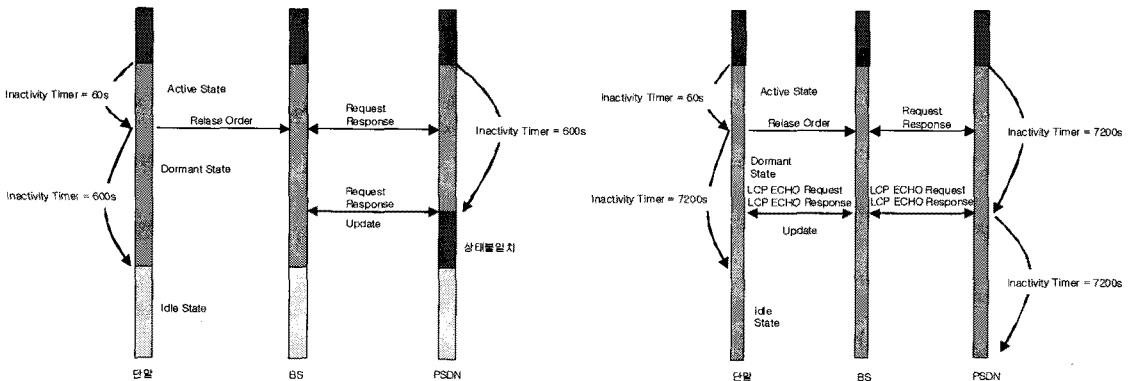 Inactivity Timer = 60s
Active State
Relase Order
Request
Response
Inactivity Timer = 600s
Dormant State
Inactivity Timer = 600s
Request
Response
Update
상태불일치
Idle State
단말
BS
PSDN
Inactivity Timer = 60s
Active State
Relase Order
Request
Response
Inactivity Timer = 7200s
Dormant
State
LCP ECHO Request
LCP ECHO Response
LCP ECHO Request
LCP ECHO Response
Inactivity Timer = 7200s
Update
Inactivity Timer = 7200s
Idle
State
단말
BS
PSDN